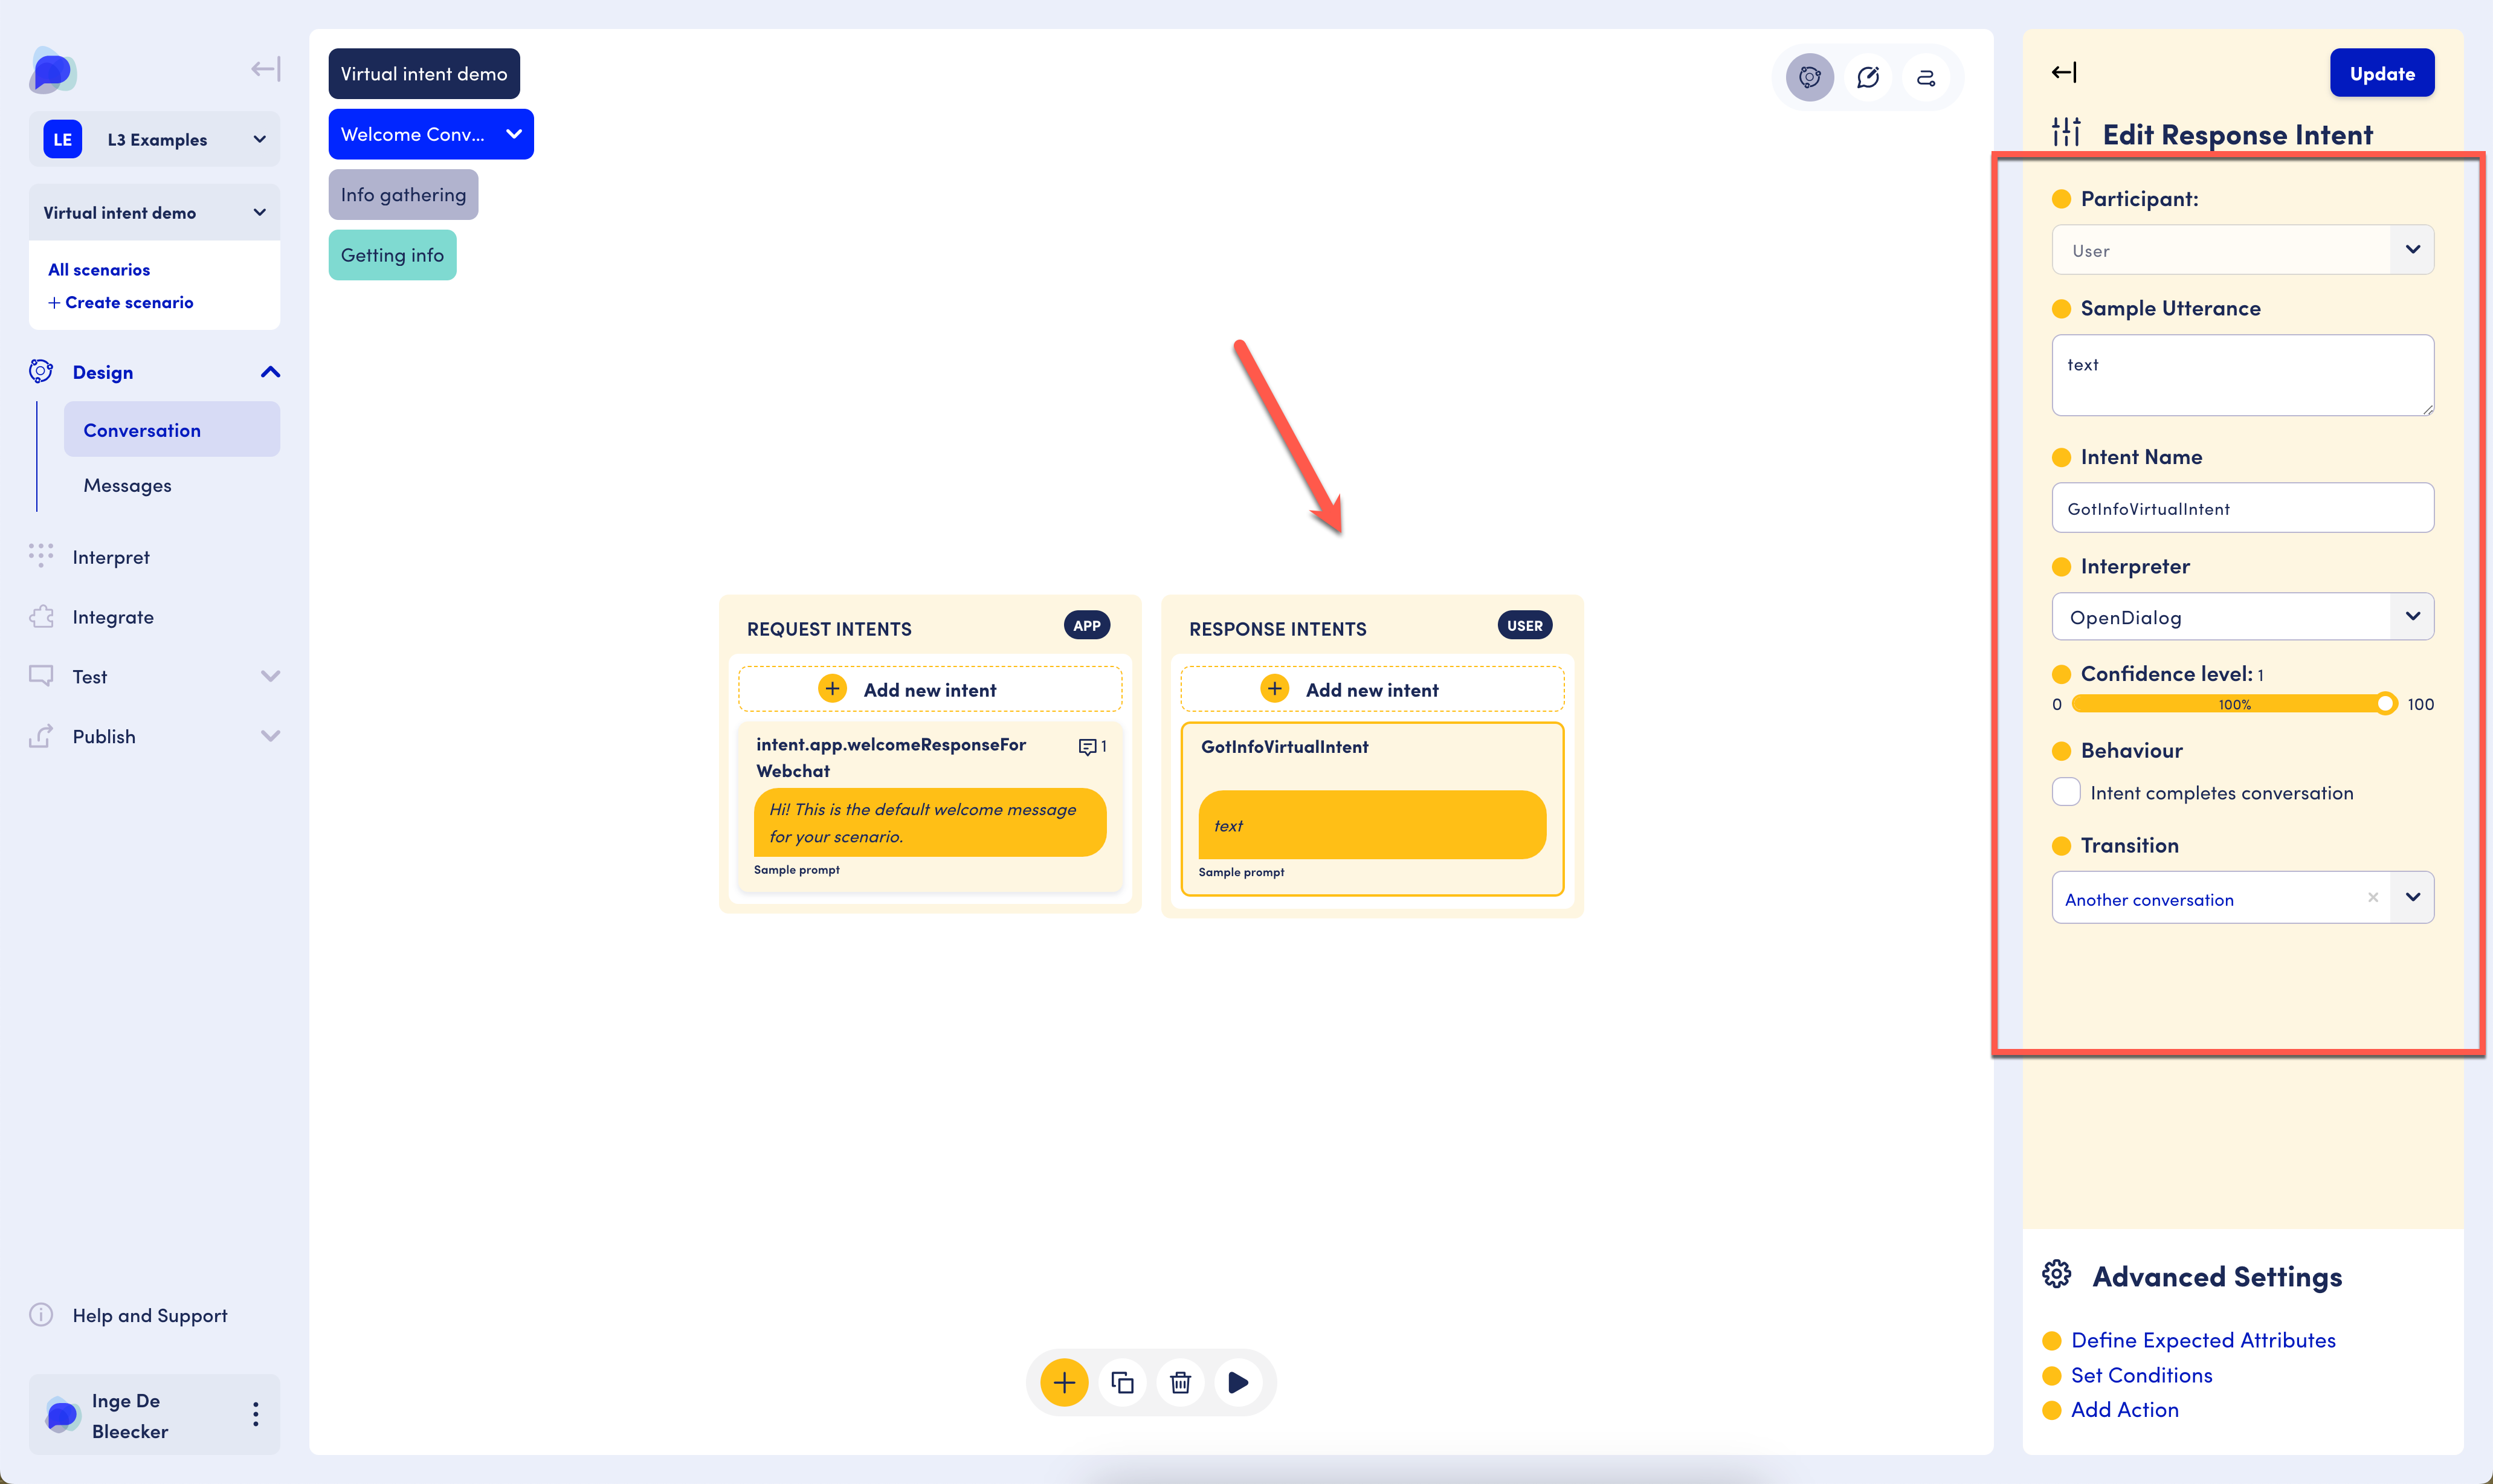 LE
L3 Examples
Virtual intent demo
All scenarios
+ Create scenario
Design
Conversation
Messages
Interpret
Integrate
Test
Publish
Help and Support
Inge De
Bleecker
Virtual intent demo
Welcome Conv...
Info gathering
Getting info
REQUEST INTENTS
APP
Add new intent
intent.app.welcomeResponseFor
Webchat
1
Hi! This is the default welcome message
for your scenario.
Sample prompt
RESPONSE INTENTS
USER
Add new intent
GotInfoVirtualIntent
text
Sample prompt
Update
Edit Response Intent
Participant:
User
Sample Utterance
text
Intent Name
GotInfoVirtualIntent
Interpreter
OpenDialog
Confidence level: 1
0
100%
100
Behaviour
Intent completes conversation
Transition
Another conversation
Advanced Settings
Define Expected Attributes
Set Conditions
Add Action